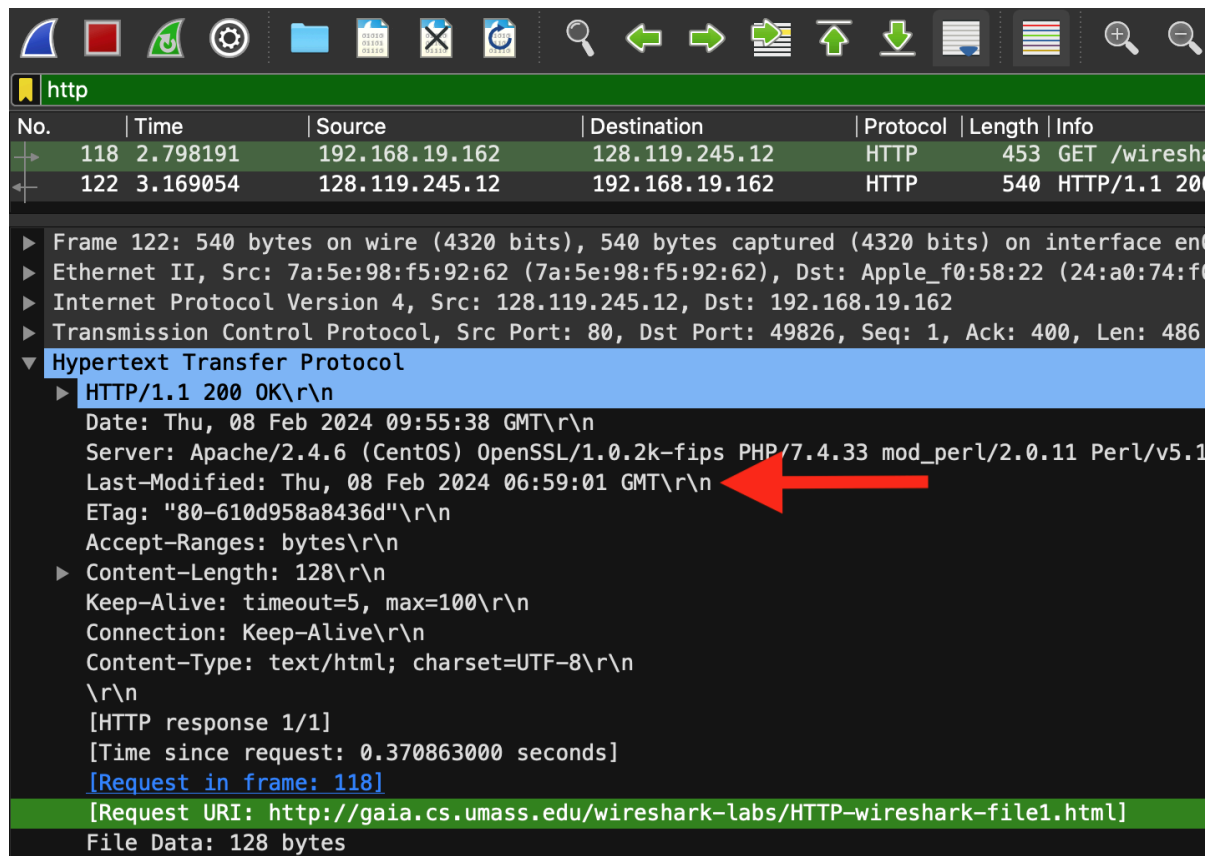 http
No. Time Source Destination Protocol Length Info
118 2.798191 192.168.19.162 128.119.245.12 HTTP 453 GET /wiresha
122 3.169054 128.119.245.12 192.168.19.162 HTTP 540 HTTP/1.1 200
Frame 122: 540 bytes on wire (4320 bits), 540 bytes captured (4320 bits) on interface en0
Ethernet II, Src: 7a:5e:98:f5:92:62 (7a:5e:98:f5:92:62), Dst: Apple_f0:58:22 (24:a0:74:f0
Internet Protocol Version 4, Src: 128.119.245.12, Dst: 192.168.19.162
Transmission Control Protocol, Src Port: 80, Dst Port: 49826, Seq: 1, Ack: 400, Len: 486
Hypertext Transfer Protocol
HTTP/1.1 200 OK\r\n
Date: Thu, 08 Feb 2024 09:55:38 GMT\r\n
Server: Apache/2.4.6 (CentOS) OpenSSL/1.0.2k-fips PHP/7.4.33 mod_perl/2.0.11 Perl/v5.1
Last-Modified: Thu, 08 Feb 2024 06:59:01 GMT\r\n
ETag: "80-610d958a8436d"\r\n
Accept-Ranges: bytes\r\n
Content-Length: 128\r\n
Keep-Alive: timeout=5, max=100\r\n
Connection: Keep-Alive\r\n
Content-Type: text/html; charset=UTF-8\r\n
\r\n
[HTTP response 1/1]
[Time since request: 0.370863000 seconds]
[Request in frame: 118]
[Request URI: http://gaia.cs.umass.edu/wireshark-labs/HTTP-wireshark-file1.html]
File Data: 128 bytes